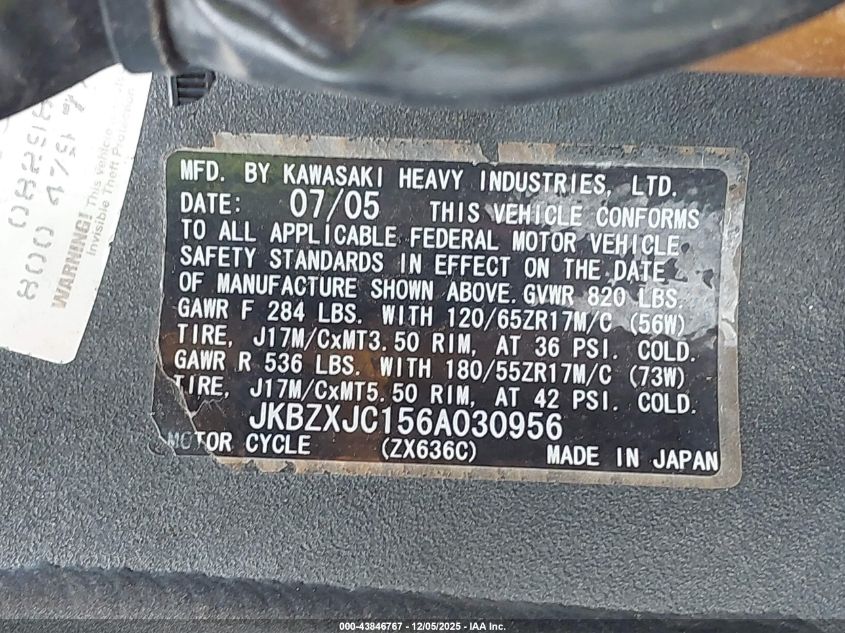 MFD. BY KAWASAKI HEAVY INDUSTRIES, LTD.
DATE: 07/05 THIS VEHICLE CONFORMS
TO ALL APPLICABLE FEDERAL MOTOR VEHICLE
SAFETY STANDARDS IN EFFECT ON THE DATE
OF MANUFACTURE SHOWN ABOVE. GVWR 820 LBS.
GAWR F 284 LBS. WITH 120/65ZR17M/C (56W)
TIRE, J17M/CxMT3.50 RIM, AT 36 PSI. COLD.
GAWR R 536 LBS. WITH 180/55ZR17M/C (73W)
TIRE, J17M/CxMT5.50 RIM, AT 42 PSI. COLD.
JKBZXJC156A030956
MOTOR CYCLE (ZX636C) MADE IN JAPAN
WARNING! This vehicle
Invisible Theft
000-43846767 - 12/05/2025 - IAA Inc.